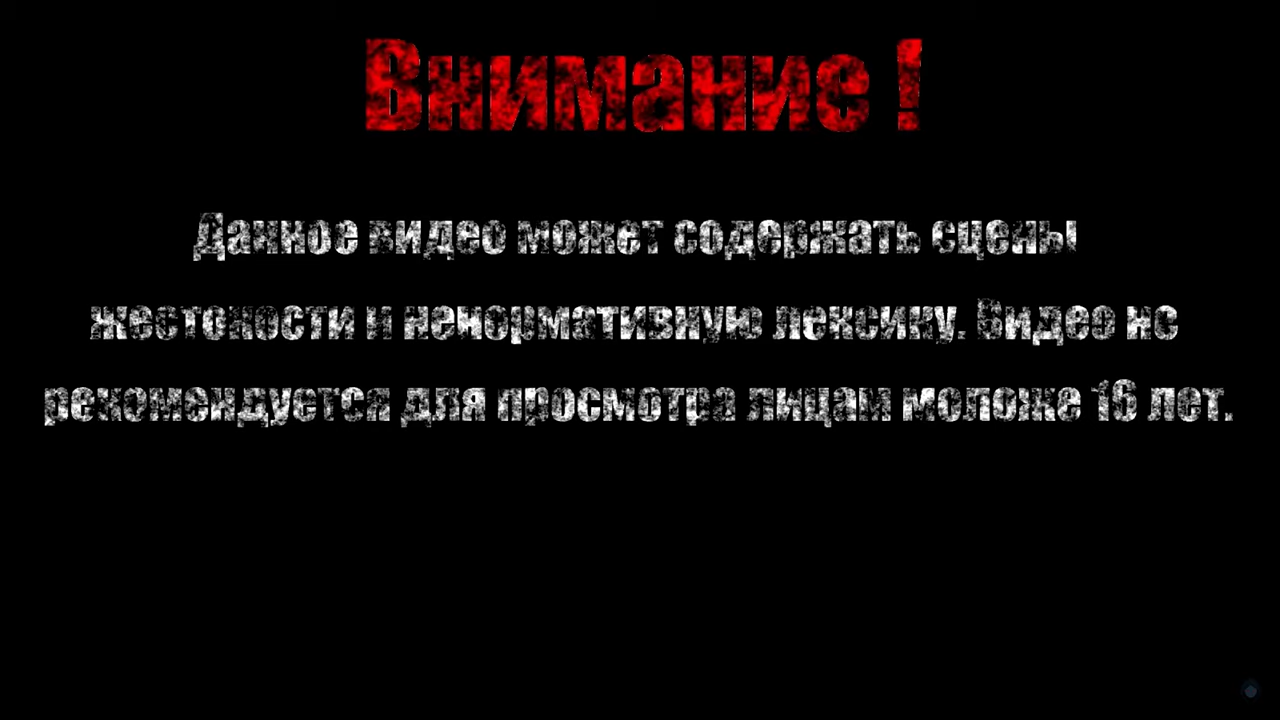 Внимание !
Данное видео может содержать сцены
жестокости и ненормативную лексику. Видео не
рекомендуется для просмотра лицам моложе 16 лет.